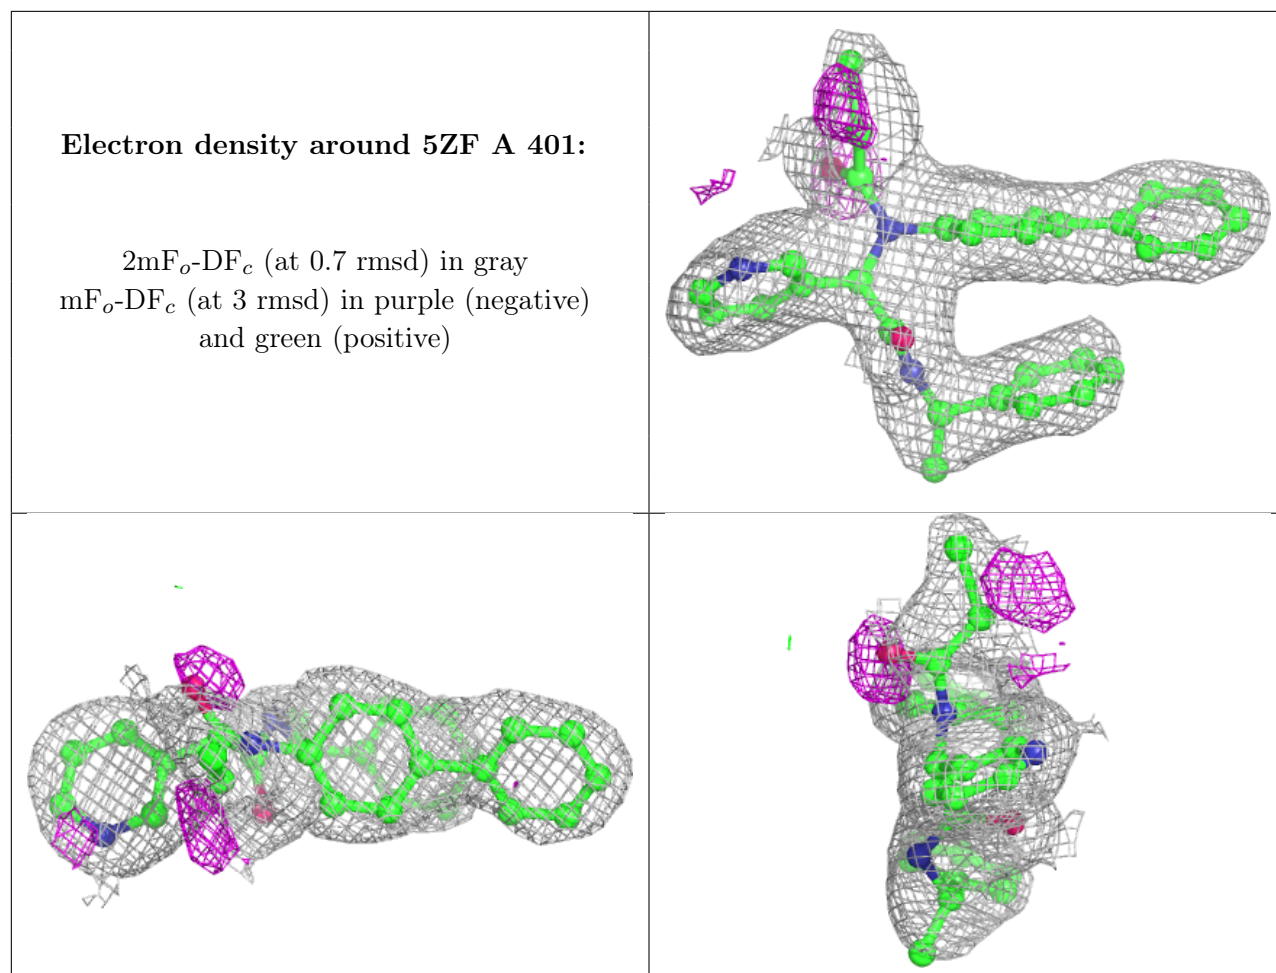 Electron density around 5ZF A 401:
2mFo-DFc (at 0.7 rmsd) in gray
mFo-DFc (at 3 rmsd) in purple (negative)
and green (positive)